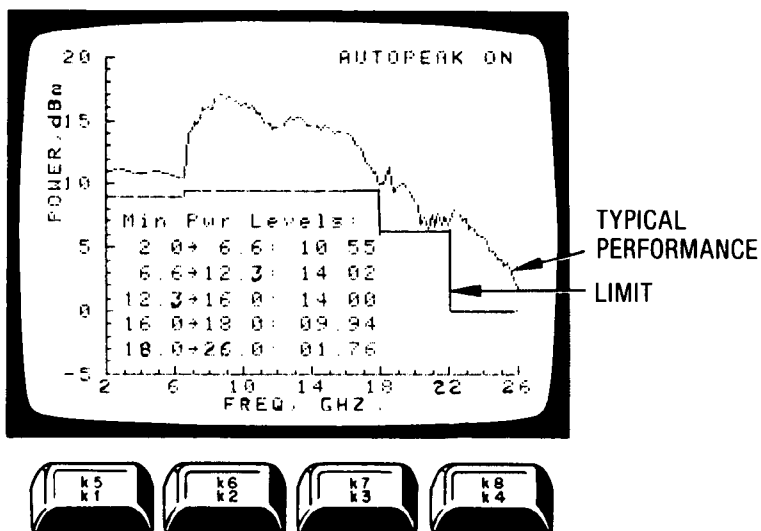 AUTOPEAK ON
POWER, dBm
20
15
10
5
0
-5
Min Pwr Levels:
2.0→ 6.6: 10.55
6.6→12.3: 14.02
12.3→16.0: 14.00
16.0→18.0: 09.94
18.0→26.0: 01.76
2 6 10 14 18 22 26
FREQ, GHZ.
TYPICAL
PERFORMANCE
LIMIT
k5 k6 k7 k8
k1 k2 k3 k4